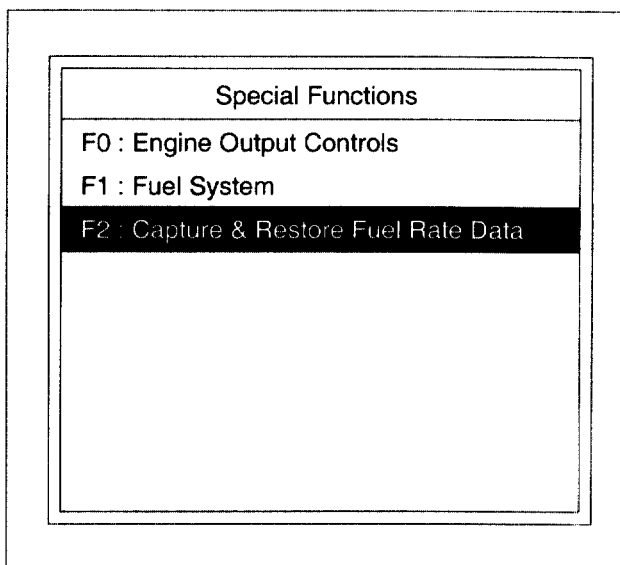 Special Functions
F0 : Engine Output Controls
F1 : Fuel System
F2 : Capture & Restore Fuel Rate Data